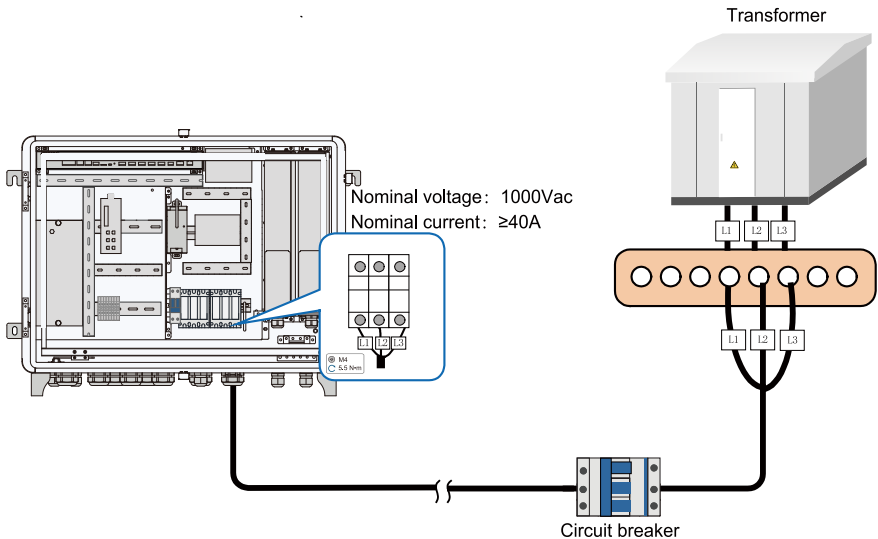 Transformer
Nominal voltage: 1000Vac
Nominal current: ≥40A
L1 L2 L3
L1 L2 L3
L1 L2 L3
M4
5.5 N•m
Circuit breaker